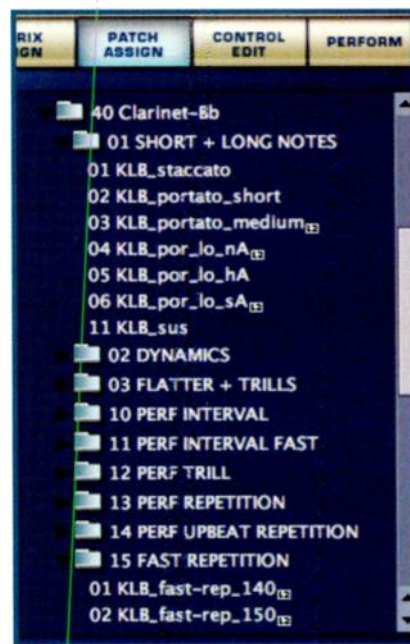 RIX
IGN
PATCH
ASSIGN
CONTROL
EDIT
PERFORM
40 Clarinet-Bb
01 SHORT + LONG NOTES
01 KLB_staccato
02 KLB_portato_short
03 KLB_portato_medium
04 KLB_por_lo_nA
05 KLB_por_lo_hA
06 KLB_por_lo_sA
11 KLB_sus
02 DYNAMICS
03 FLATTER + TRILLS
10 PERF INTERVAL
11 PERF INTERVAL FAST
12 PERF TRILL
13 PERF REPETITION
14 PERF UPBEAT REPETITION
15 FAST REPETITION
01 KLB_fast-rep_140
02 KLB_fast-rep_150